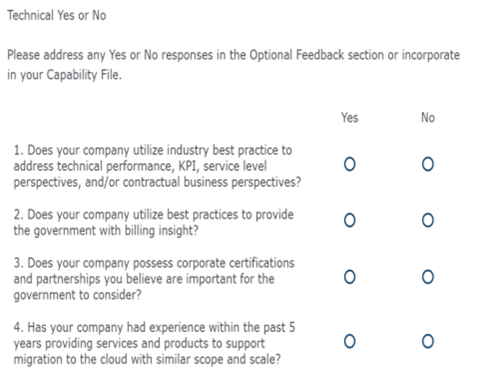 Technical Yes or No
Please address any Yes or No responses in the Optional Feedback section or incorporate
in your Capability File.
Yes No
1. Does your company utilize industry best practice to
address technical performance, KPI, service level
perspectives, and/or contractual business perspectives?
2. Does your company utilize best practices to provide
the government with billing insight?
3. Does your company possess corporate certifications
and partnerships you believe are important for the
government to consider?
4. Has your company had experience within the past 5
years providing services and products to support
migration to the cloud with similar scope and scale?